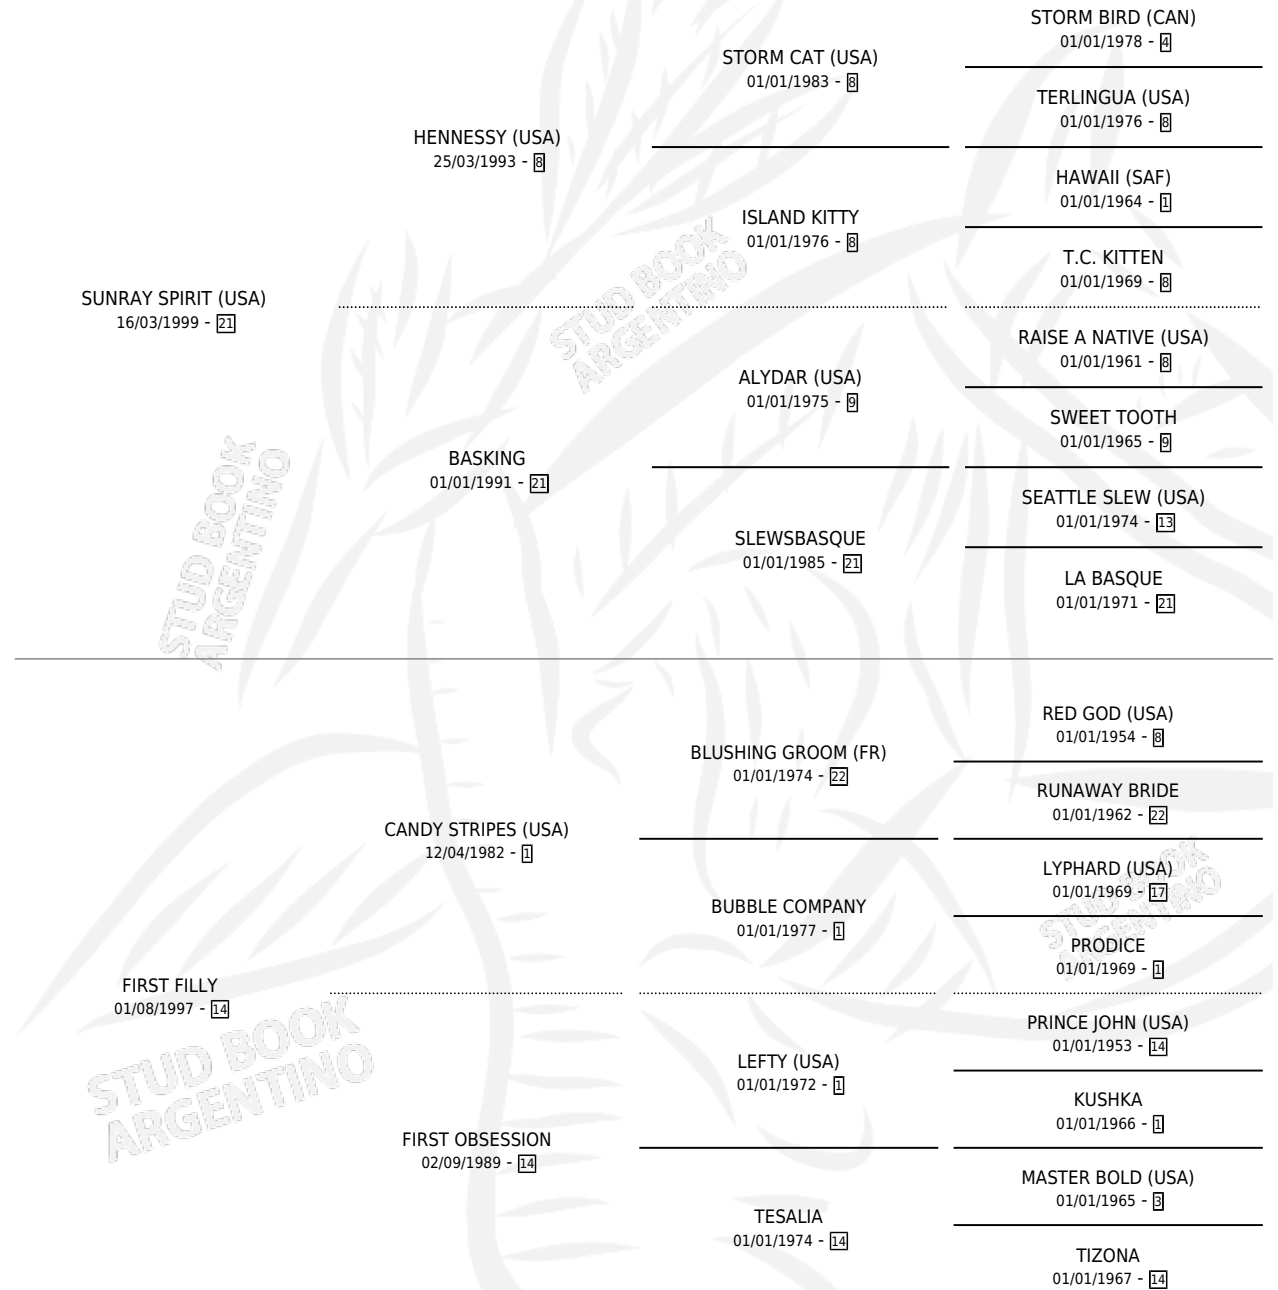 STORM BIRD (CAN)
01/01/1978 - 4
STORM CAT (USA)
01/01/1983 - 8
TERLINGUA (USA)
01/01/1976 - 8
HENNESSY (USA)
25/03/1993 - 8
HAWAII (SAF)
01/01/1964 - 1
ISLAND KITTY
01/01/1976 - 8
T.C. KITTEN
01/01/1969 - 8
SUNRAY SPIRIT (USA)
16/03/1999 - 21
RAISE A NATIVE (USA)
01/01/1961 - 8
ALYDAR (USA)
01/01/1975 - 9
SWEET TOOTH
01/01/1965 - 9
BASKING
01/01/1991 - 21
SEATTLE SLEW (USA)
01/01/1974 - 13
SLEWSBASQUE
01/01/1985 - 21
LA BASQUE
01/01/1971 - 21
RED GOD (USA)
01/01/1954 - 8
BLUSHING GROOM (FR)
01/01/1974 - 22
RUNAWAY BRIDE
01/01/1962 - 22
CANDY STRIPES (USA)
12/04/1982 - 1
LYPHARD (USA)
01/01/1969 - 17
BUBBLE COMPANY
01/01/1977 - 1
PRODICE
01/01/1969 - 1
FIRST FILLY
01/08/1997 - 14
PRINCE JOHN (USA)
01/01/1953 - 14
LEFTY (USA)
01/01/1972 - 1
KUSHKA
01/01/1966 - 1
FIRST OBSESSION
02/09/1989 - 14
MASTER BOLD (USA)
01/01/1965 - 3
TESALIA
01/01/1974 - 14
TIZONA
01/01/1967 - 14
STUD BOOK
ARGENTINO
STUD BOOK
ARGENTINO
STUD BOOK
ARGENTINO
STUD BOOK
ARGENTINO